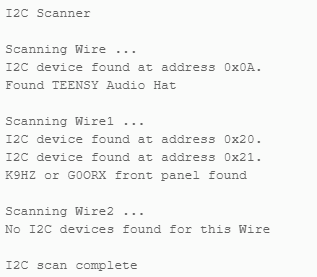 I2C Scanner
Scanning Wire ...
I2C device found at address 0x0A.
Found TEENSY Audio Hat
Scanning Wire1 ...
I2C device found at address 0x20.
I2C device found at address 0x21.
K9HZ or G0ORX front panel found
Scanning Wire2 ...
No I2C devices found for this Wire
I2C scan complete